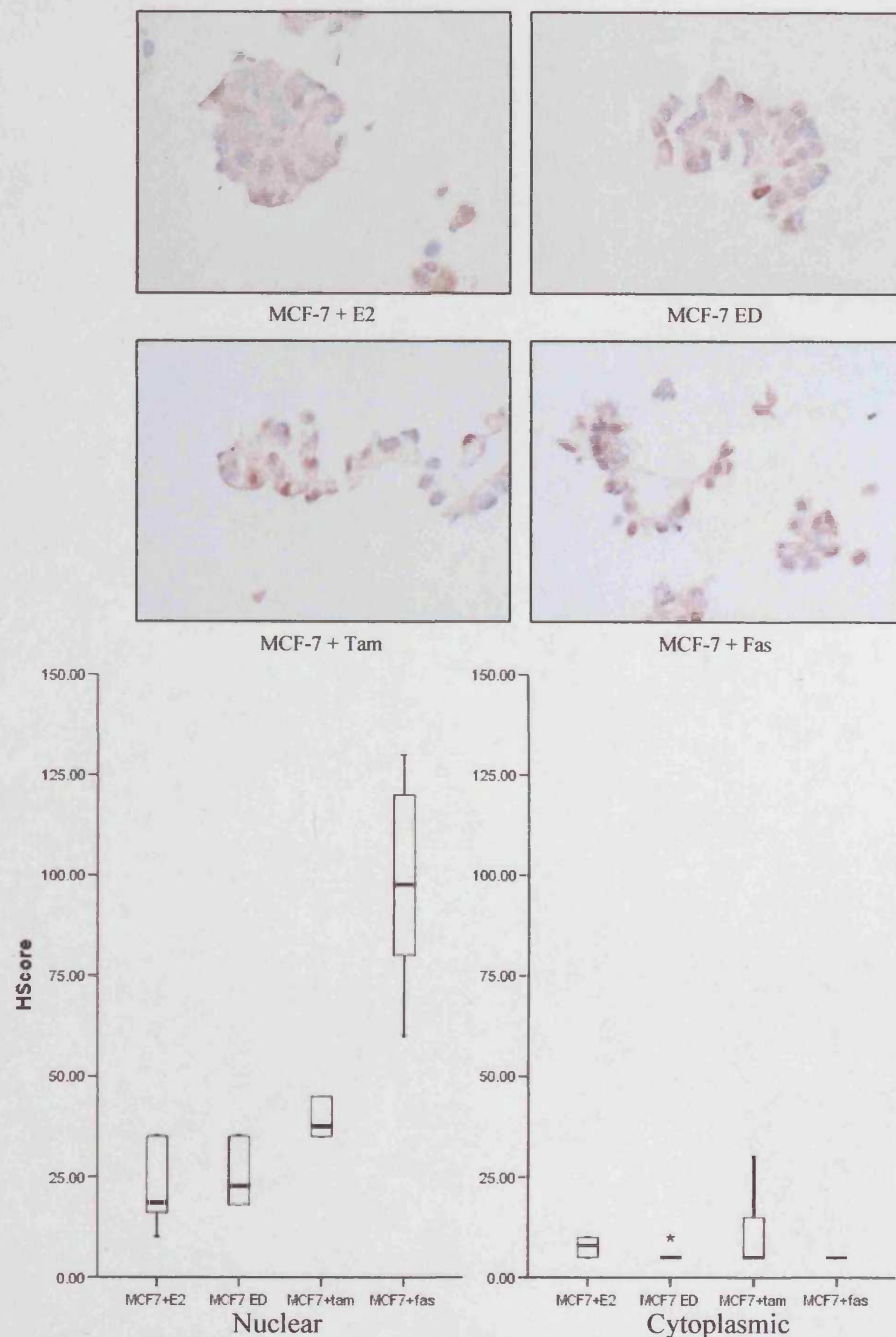 MCF-7 + E2
MCF-7 ED
MCF-7 + Tam
MCF-7 + Fas
HScore
150.00
125.00
100.00
75.00
50.00
25.00
0.00
MCF7+E2 MCF7 ED MCF7+tam MCF7+fas
Nuclear
150.00
125.00
100.00
75.00
50.00
25.00
0.00
*
MCF7+E2 MCF7 ED MCF7+tam MCF7+fas
Cytoplasmic